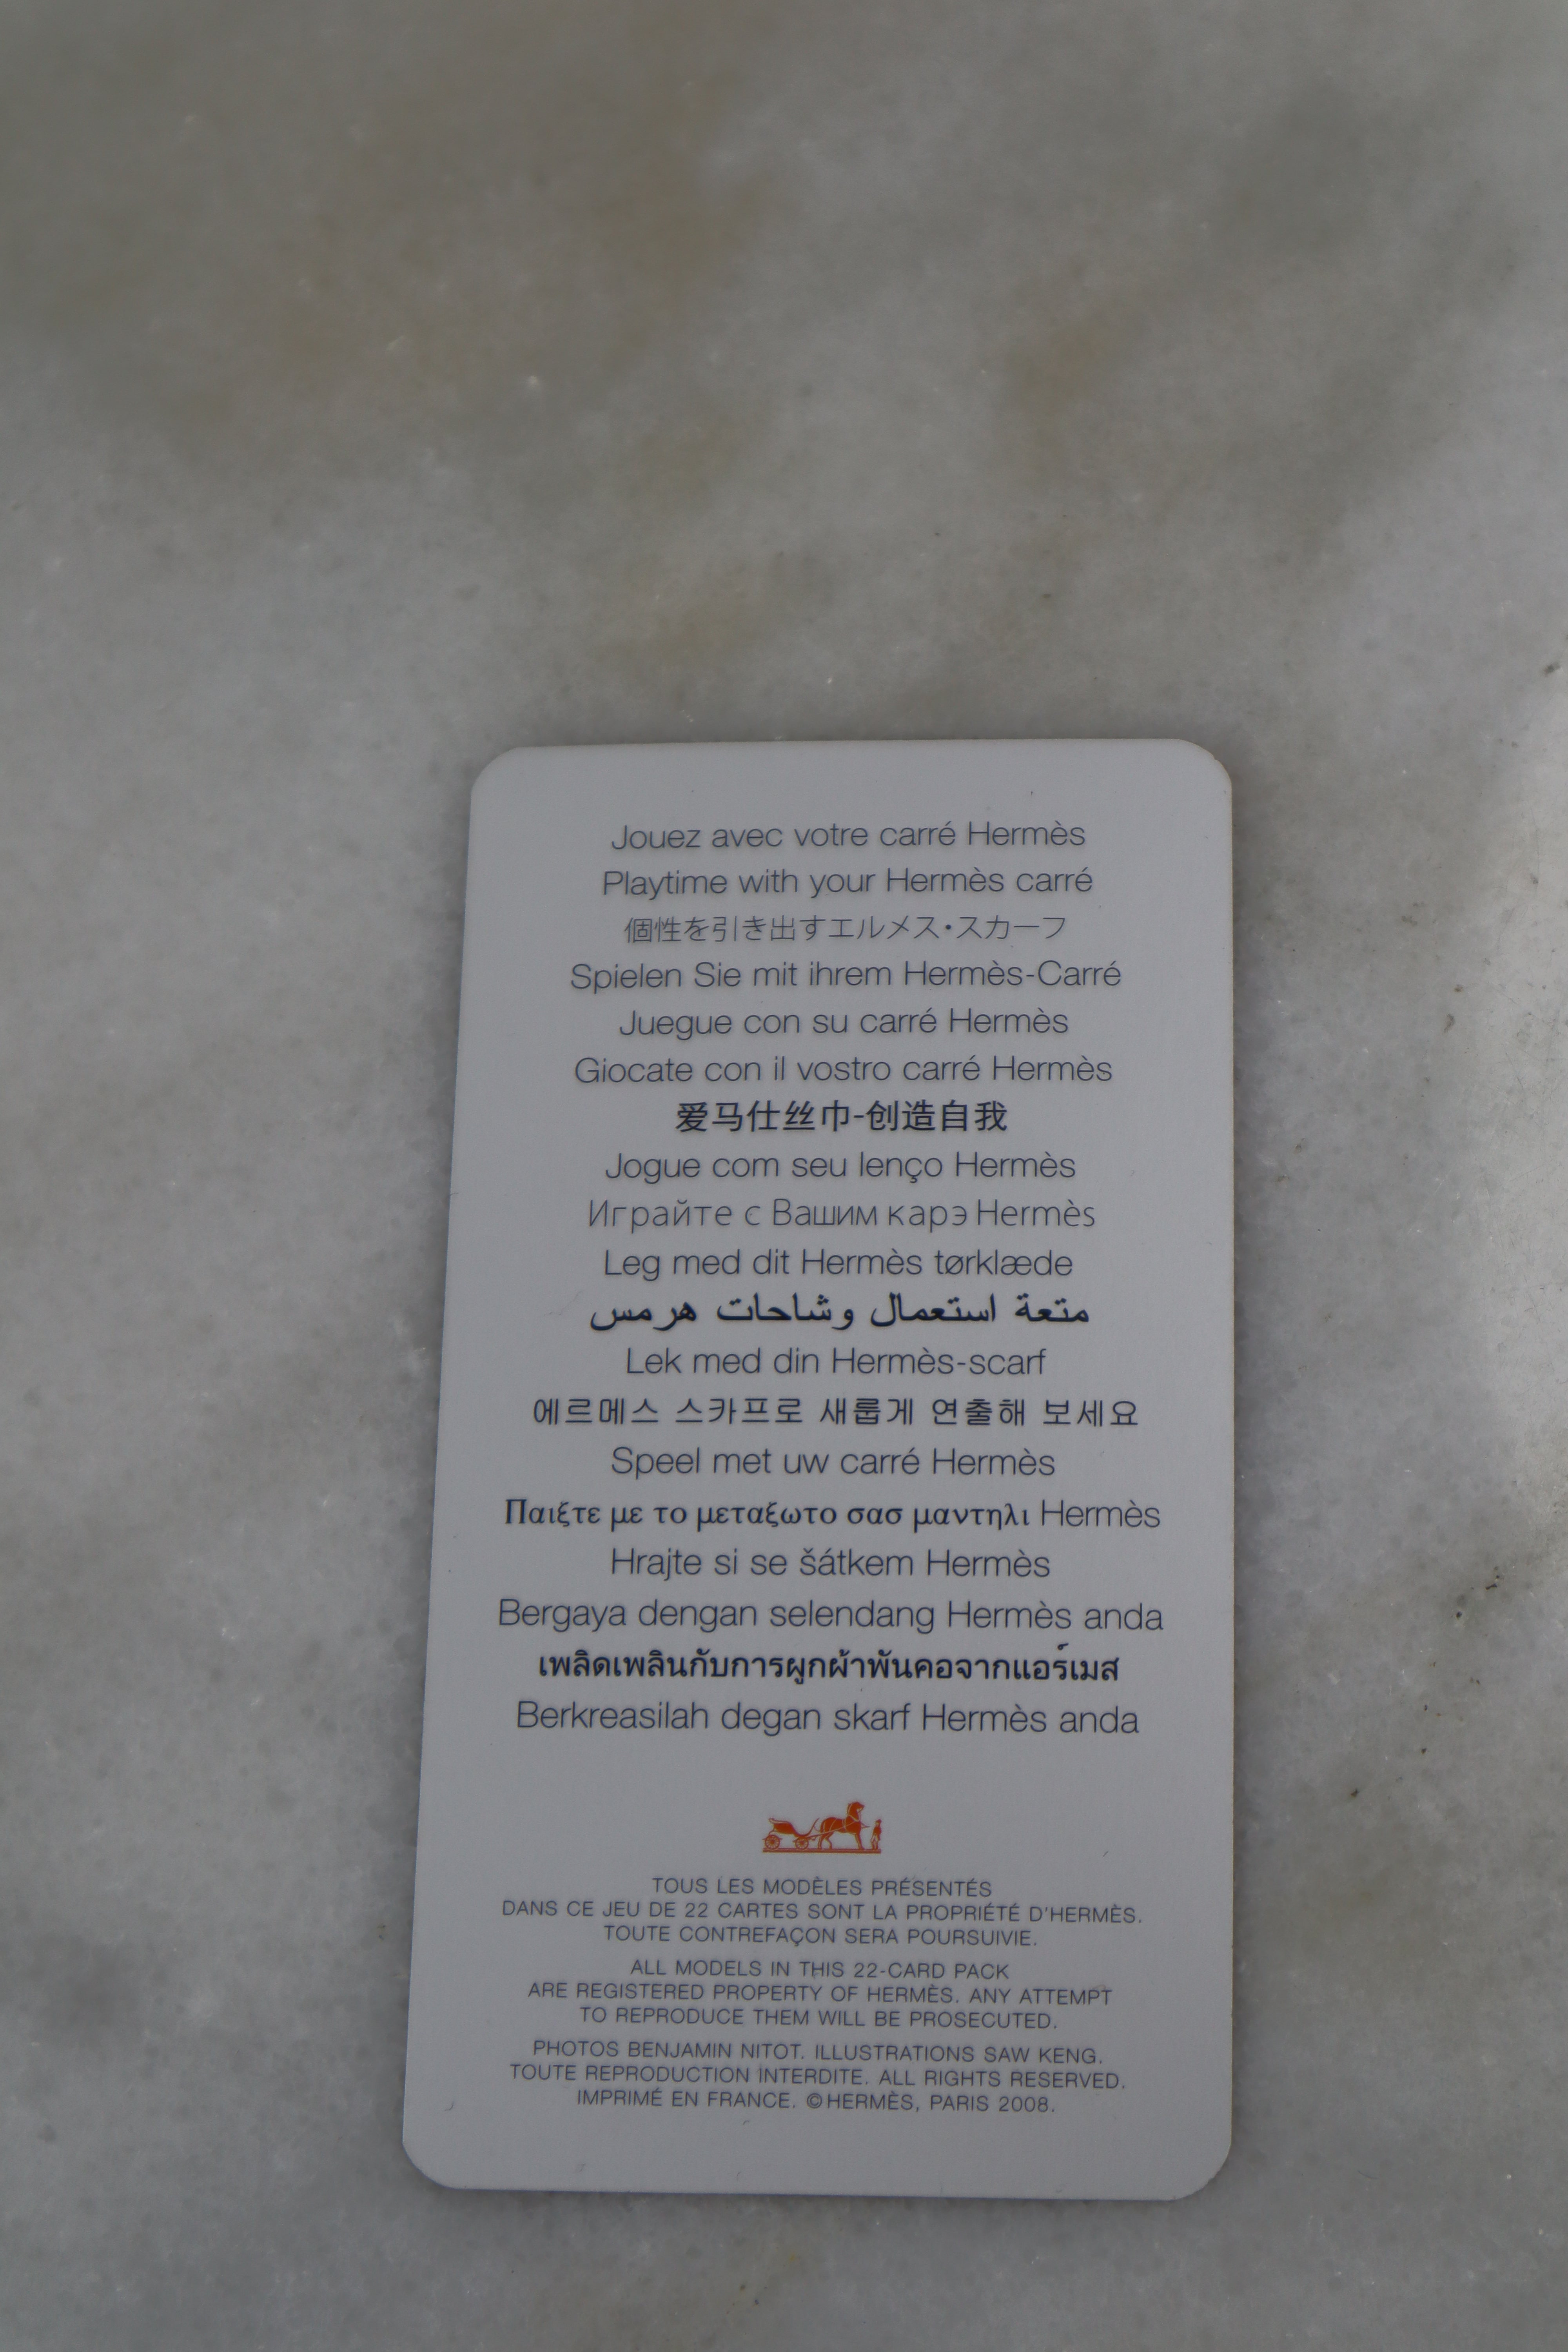 Jouez avec votre carré Hermès
Playtime with your Hermès carré
個性を引き出すエルメス・スカーフ
Spielen Sie mit ihrem Hermès-Carré
Juegue con su carré Hermès
Giocate con il vostro carré Hermès
爱马仕丝巾-创造自我
Jogue com seu lenço Hermès
Играйте с Вашим карэ Hermès
Leg med dit Hermès tørklæde
متعة استعمال وشاحات هرمس
Lek med din Hermès-scarf
에르메스 스카프로 새롭게 연출해 보세요
Speel met uw carré Hermès
Παιξτε με το μεταξωτο σασ μαντηλι Hermès
Hrajte si se šátkem Hermès
Bergaya dengan selendang Hermès anda
เพลิดเพลินกับการผูกผ้าพันคอจากแอร์เมส
Berkreasilah degan skarf Hermès anda
TOUS LES MODÈLES PRÉSENTÉS
DANS CE JEU DE 22 CARTES SONT LA PROPRIÉTÉ D'HERMÈS.
TOUTE CONTREFAÇON SERA POURSUIVIE.
ALL MODELS IN THIS 22-CARD PACK
ARE REGISTERED PROPERTY OF HERMÈS. ANY ATTEMPT
TO REPRODUCE THEM WILL BE PROSECUTED.
PHOTOS BENJAMIN NITOT. ILLUSTRATIONS SAW KENG.
TOUTE REPRODUCTION INTERDITE. ALL RIGHTS RESERVED.
IMPRIMÉ EN FRANCE. ©HERMÈS, PARIS 2008.